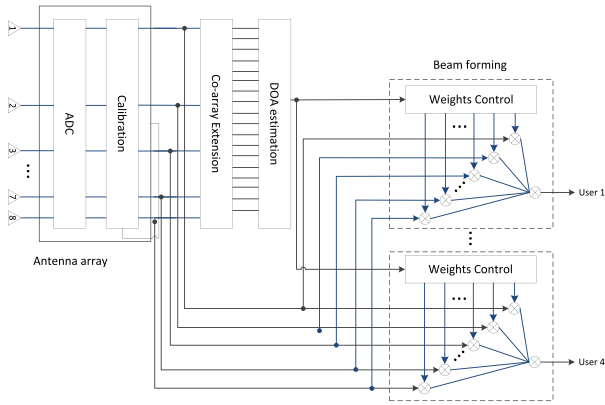 1
2
3
...
7
8
ADC
Calibration
Antenna array
Co-array Extension
DOA estimation
Beam forming
Weights Control
...
...
User 1
...
Weights Control
...
...
User 4